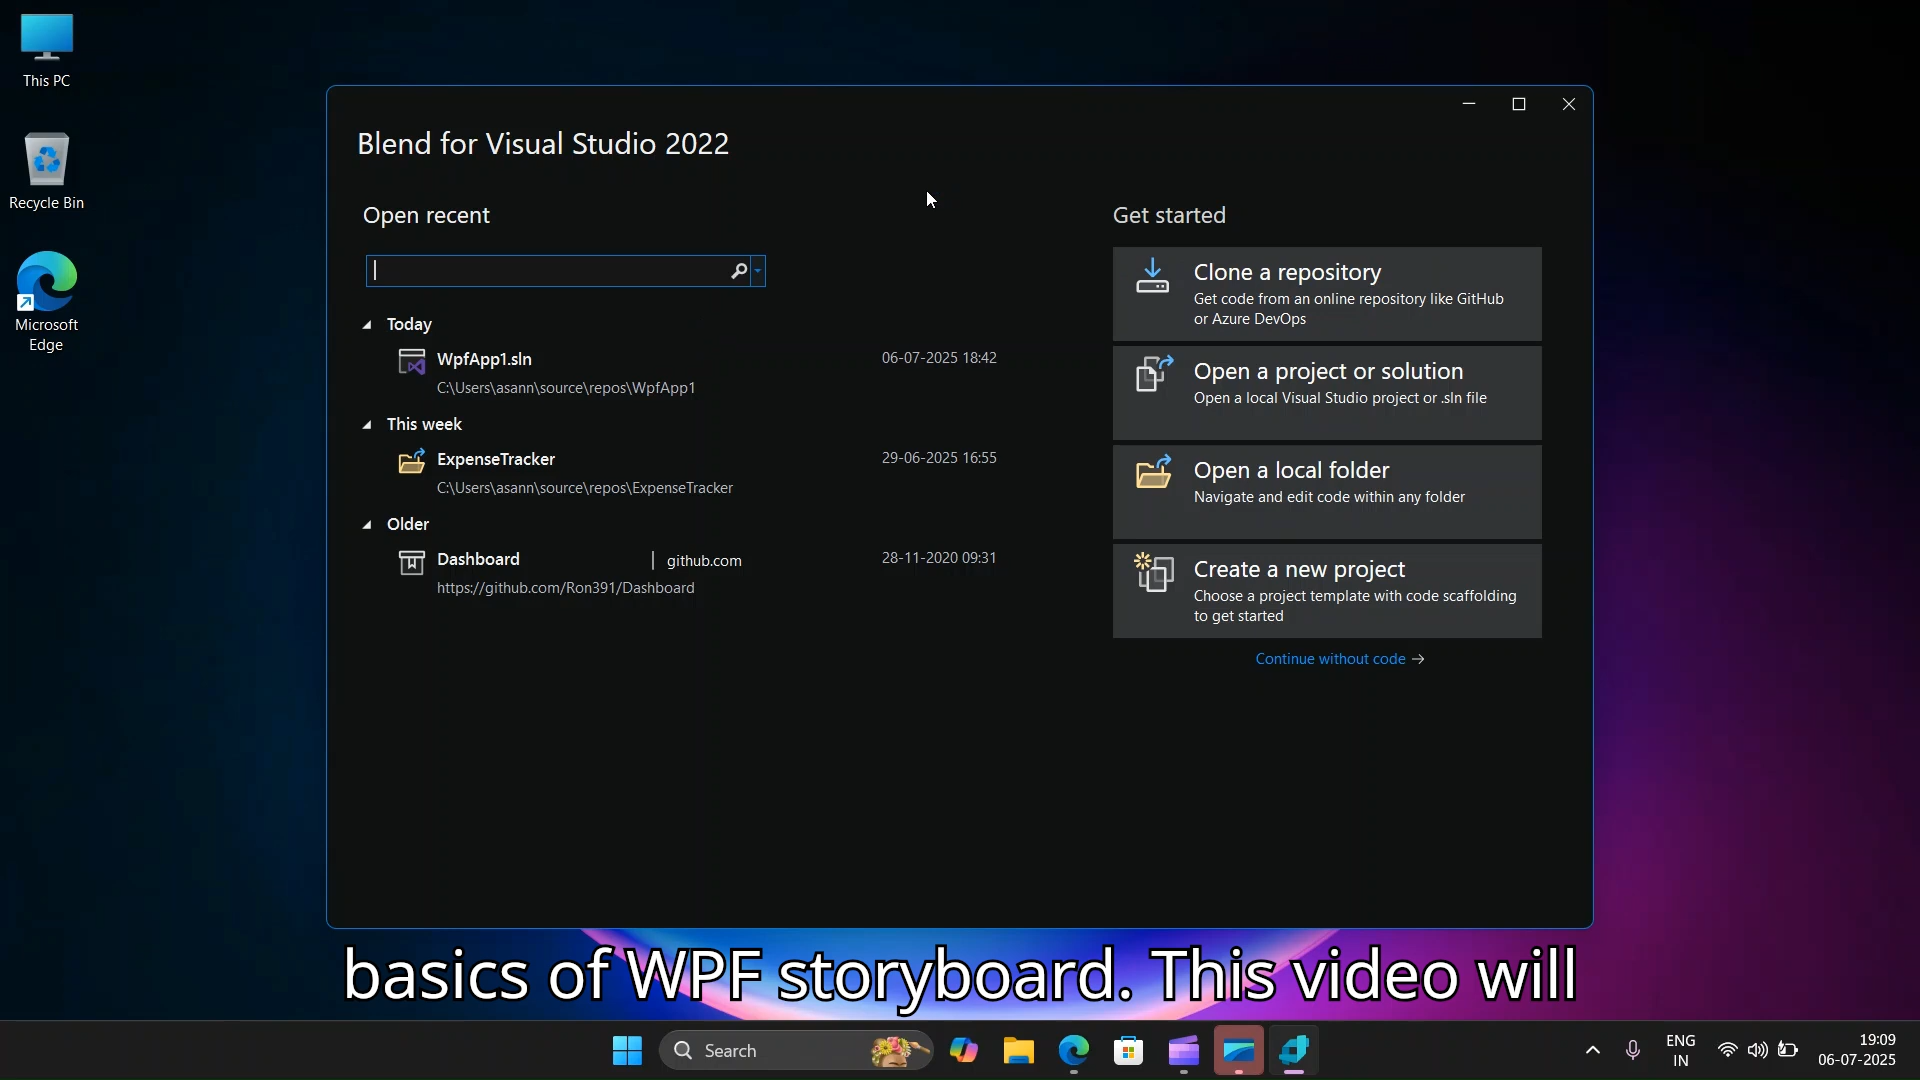 This PC
Recycle Bin
Microsoft
Edge
Blend for Visual Studio 2022
Open recent
Today
WpfApp1.sln 06-07-2025 18:42
C:\Users\asann\source\repos\WpfApp1
This week
ExpenseTracker 29-06-2025 16:55
C:\Users\asann\source\repos\ExpenseTracker
Older
Dashboard | github.com 28-11-2020 09:31
https://github.com/Ron391/Dashboard
Get started
Clone a repository
Get code from an online repository like GitHub
or Azure DevOps
Open a project or solution
Open a local Visual Studio project or .sln file
Open a local folder
Navigate and edit code within any folder
Create a new project
Choose a project template with code scaffolding
to get started
Continue without code →
basics of WPF storyboard. This video will
Search
ENG
IN
19:09
06-07-2025